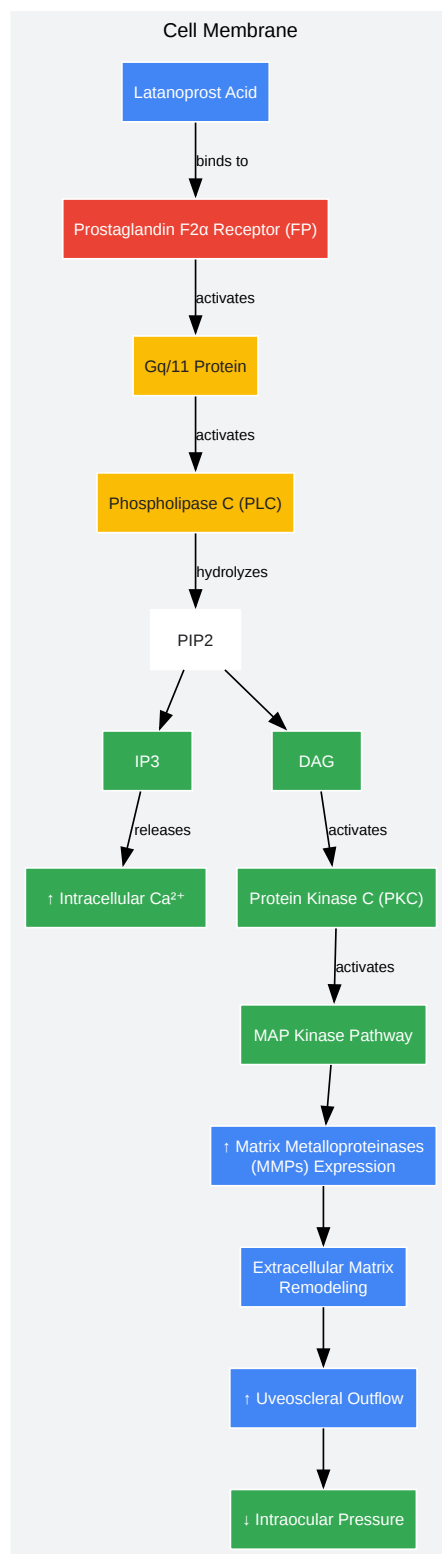 Cell Membrane
Latanoprost Acid
binds to
Prostaglandin F2α Receptor (FP)
activates
Gq/11 Protein
activates
Phospholipase C (PLC)
hydrolyzes
PIP2
IP3
DAG
releases
activates
↑ Intracellular Ca²⁺
Protein Kinase C (PKC)
activates
MAP Kinase Pathway
↑ Matrix Metalloproteinases
(MMPs) Expression
Extracellular Matrix
Remodeling
↑ Uveoscleral Outflow
↓ Intraocular Pressure